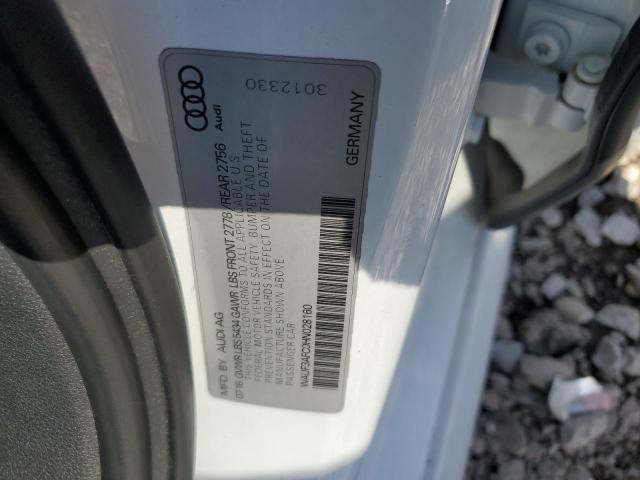 Audi
3012330
MFD BY AUDI AG
07-16 GVWR LBS 5434 GAWR LBS FRONT 2778 /REAR 2756
THIS VEHICLE CONFORMS TO ALL APPLICABLE U S
FEDERAL MOTOR VEHICLE SAFETY, BUMPER AND THEFT
PREVENTION STANDARDS IN EFFECT ON THE DATE OF
MANUFACTURE SHOWN ABOVE
PASSENGER CAR
WAUF3AFC0HN028160
GERMANY